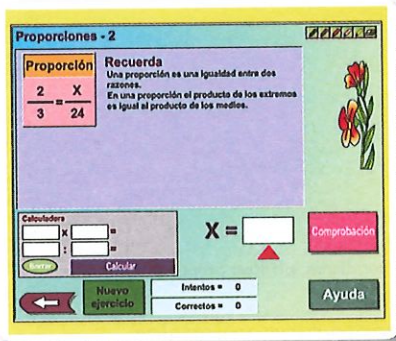 Proporciones - 2
Proporción
2/3 = X/24
Recuerda
Una proporción es una igualdad entre dos
razones.
En una proporción el producto de los extremos
es igual al producto de los medios.
Calculadora
x =
: =
Borrar
Calcular
X =
Comprobación
Nuevo
ejercicio
Intentos = 0
Correctos = 0
Ayuda